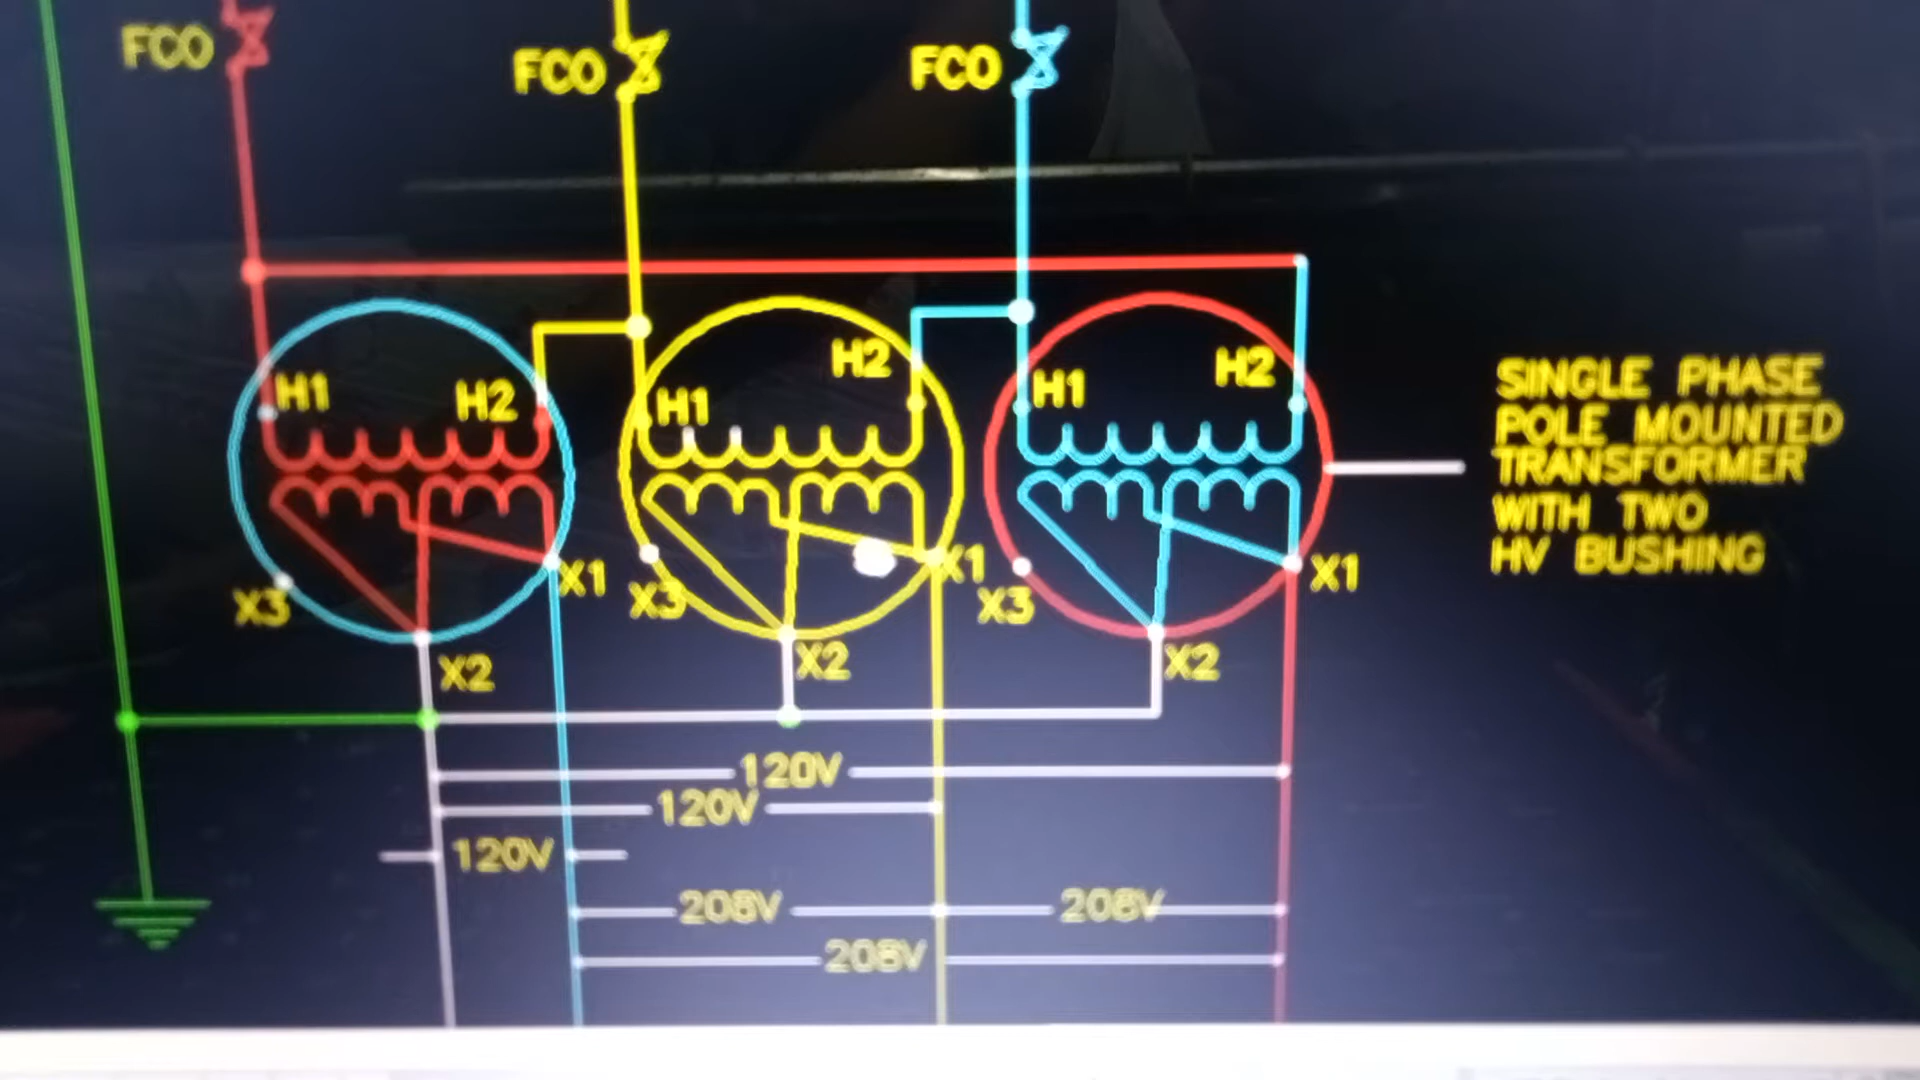 FCO
FCO
FCO
H1
H2
H1
H2
H1
H2
SINGLE PHASE
POLE MOUNTED
TRANSFORMER
WITH TWO
HV BUSHING
X3
X1
X3
X1
X3
X1
X2
X2
X2
120V
120V
120V
208V
208V
208V